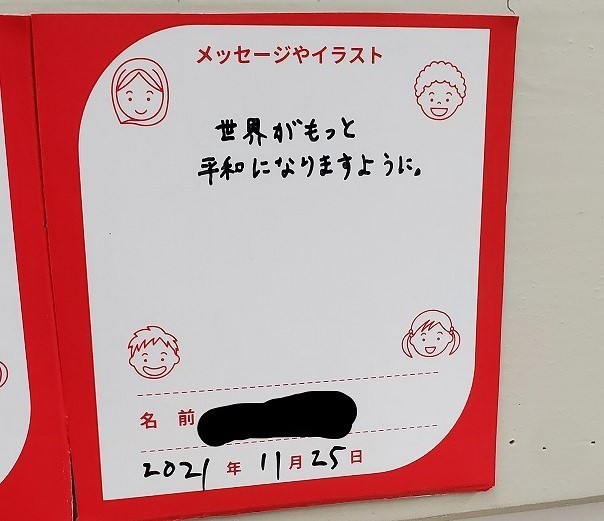 メッセージやイラスト
世界がもっと
平和になりますように。
名前
2021年11月25日